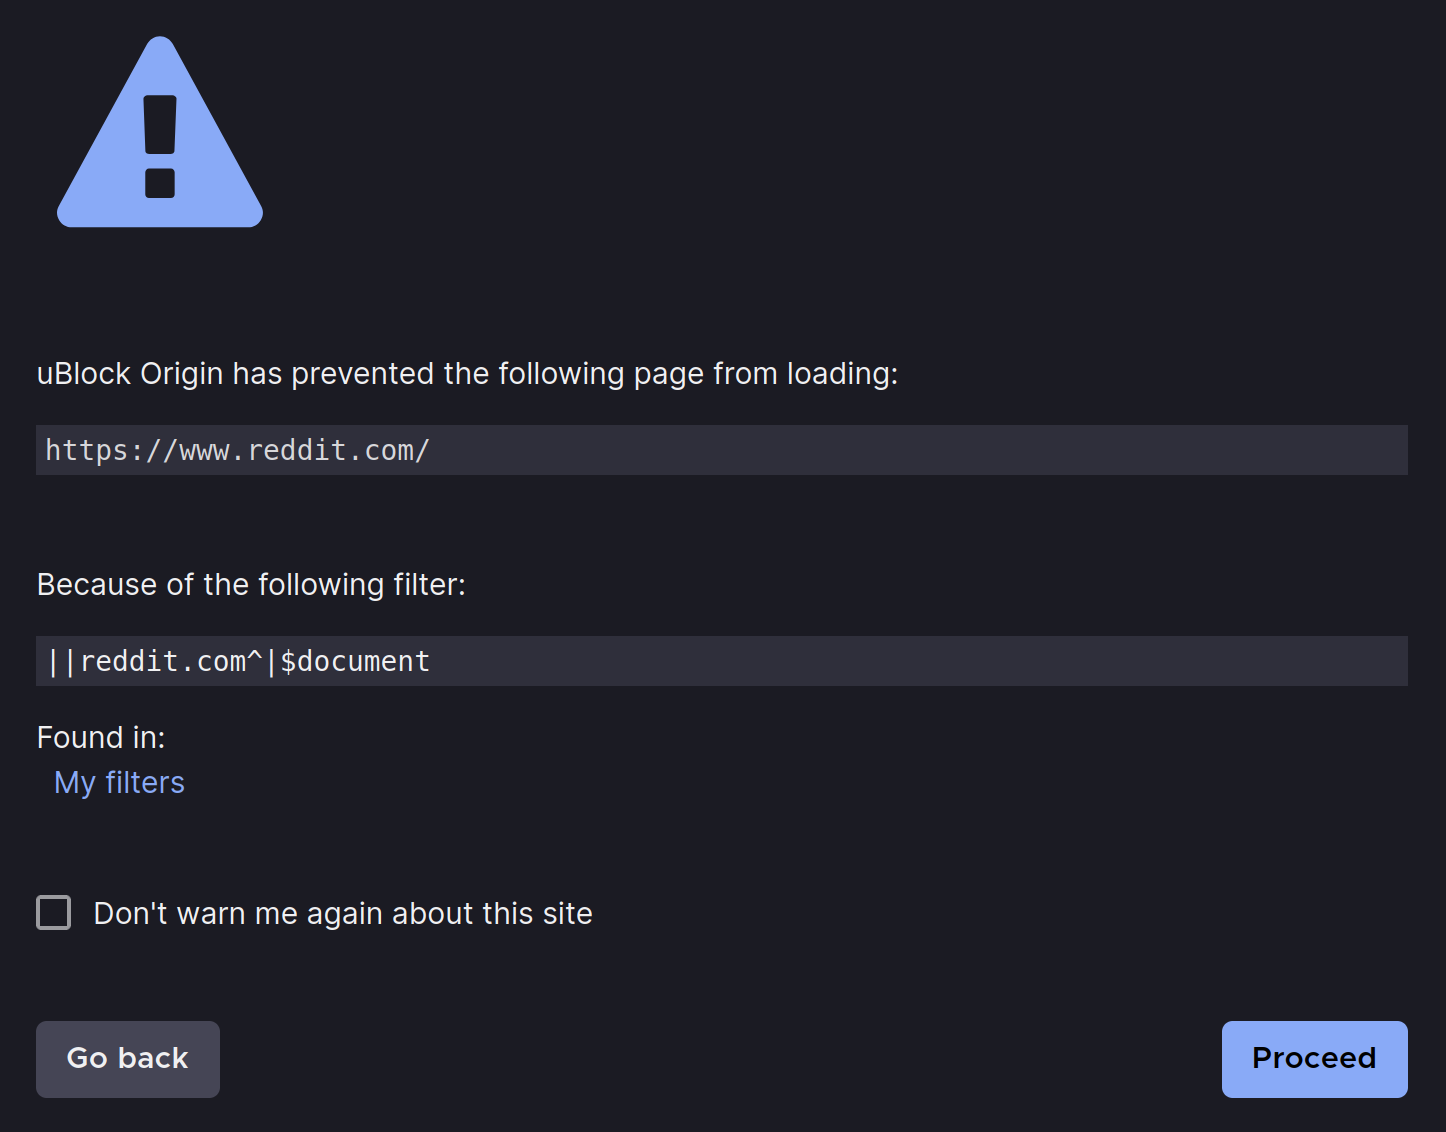 uBlock Origin has prevented the following page from loading:
https://www.reddit.com/
Because of the following filter:
||reddit.com^|$document
Found in:
My filters
Don't warn me again about this site
Go back
Proceed